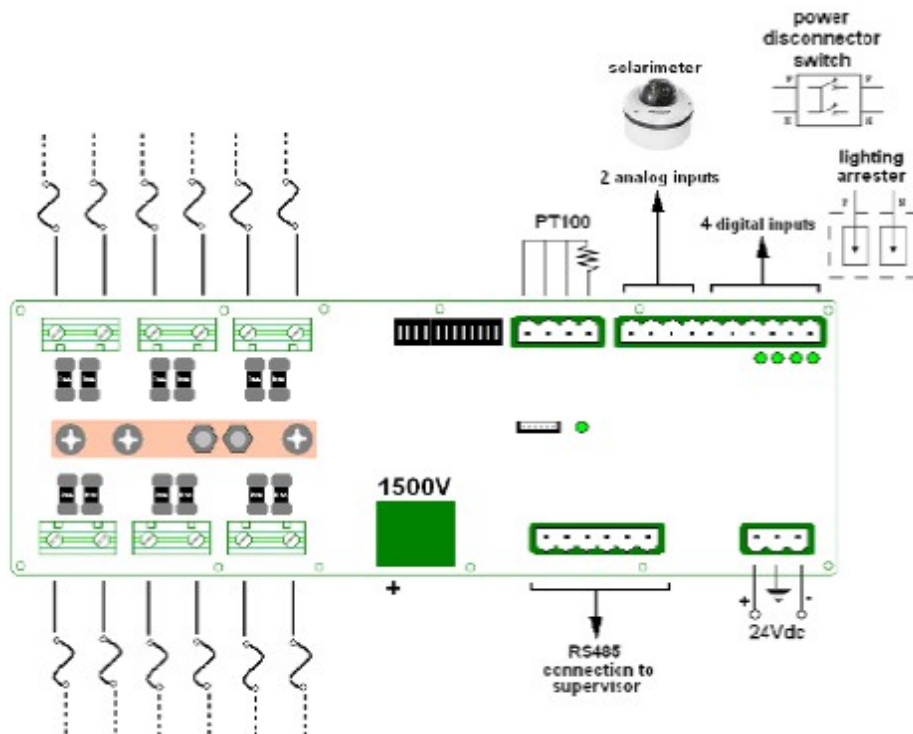 power
disconnector
switch
solarimeter
lighting
arrester
2 analog inputs
PT100
4 digital inputs
1500V
+
+ -
24Vdc
RS485
connection to
supervisor